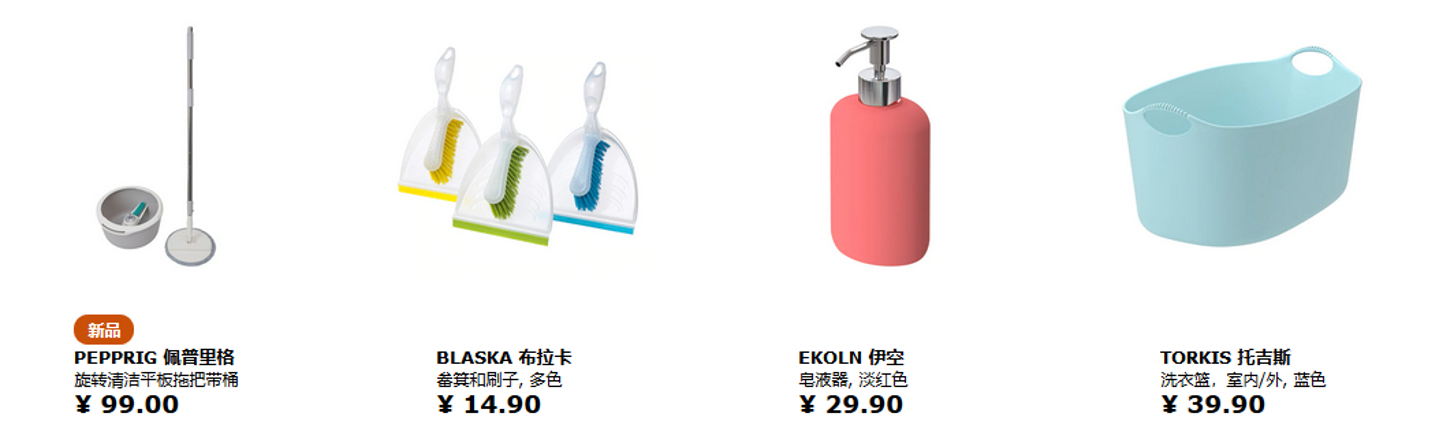 新品
PEPPRIG 佩普里格
旋转清洁平板拖把带桶
¥ 99.00
BLASKA 布拉卡
畚箕和刷子, 多色
¥ 14.90
EKOLN 伊空
皂液器, 淡红色
¥ 29.90
TORKIS 托吉斯
洗衣篮，室内/外, 蓝色
¥ 39.90